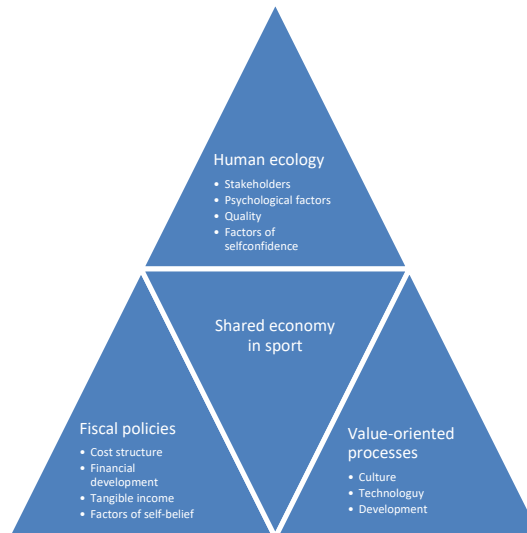 Human ecology
• Stakeholders
• Psychological factors
• Quality
• Factors of
selfconfidence
Shared economy
in sport
Fiscal policies
• Cost structure
• Financial
development
• Tangible income
• Factors of self-belief
Value-oriented
processes
• Culture
• Technologuy
• Development